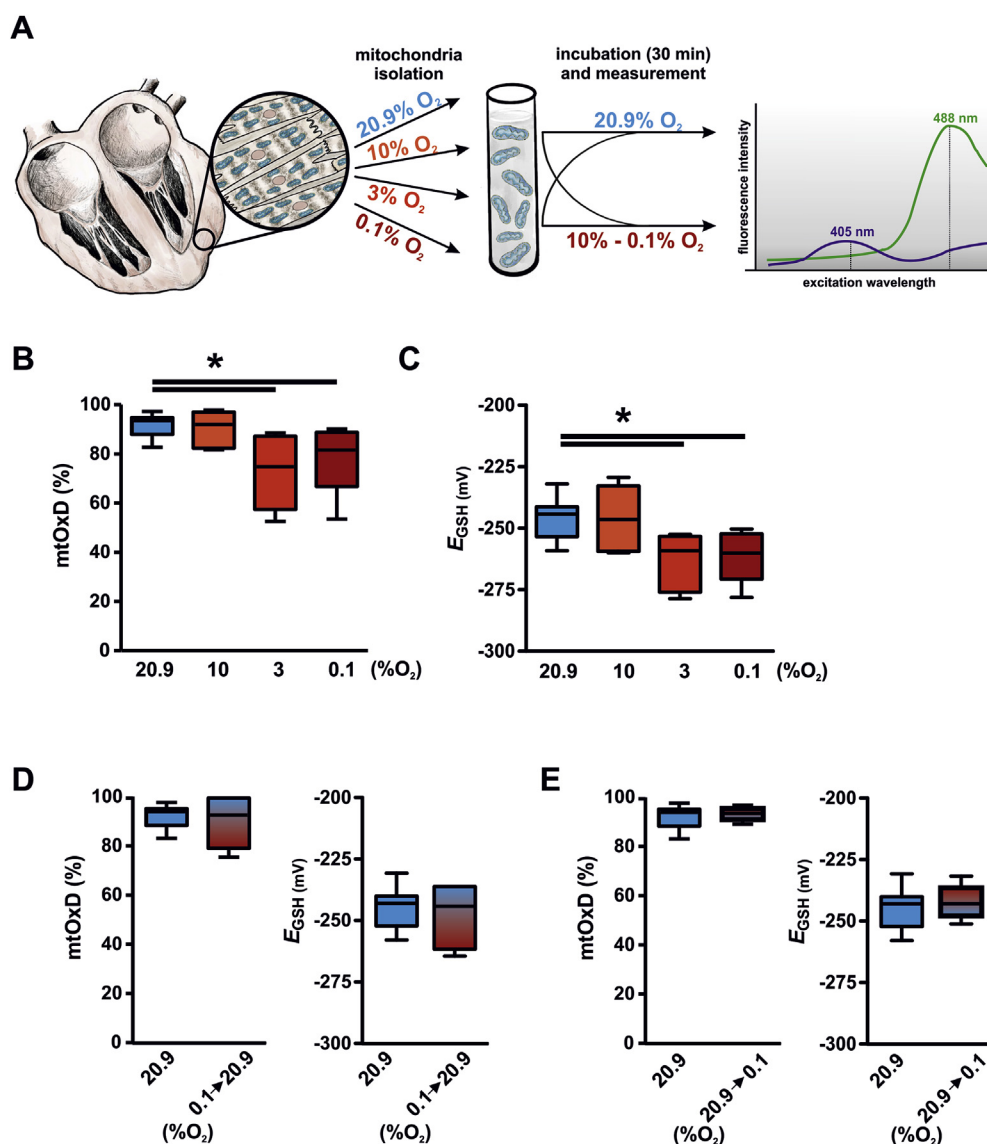 A
mitochondria
isolation
incubation (30 min)
and measurement
20.9% O₂
10% O₂
3% O₂
0.1% O₂
20.9% O₂
10% - 0.1% O₂
fluorescence intensity
488 nm
405 nm
excitation wavelength
B
*
mtOxD (%)
100
80
60
40
20
0
20.9 10 3 0.1 (%O₂)
C
*
E_GSH (mV)
-200
-225
-250
-275
-300
20.9 10 3 0.1 (%O₂)
D
mtOxD (%)
100
80
60
40
20
0
20.9 0.1➤20.9
(%O₂)
E_GSH (mV)
-200
-225
-250
-275
-300
20.9 0.1➤20.9
(%O₂)
E
mtOxD (%)
100
80
60
40
20
0
20.9 20.9➤0.1
(%O₂)
E_GSH (mV)
-200
-225
-250
-275
-300
20.9 20.9➤0.1
(%O₂)